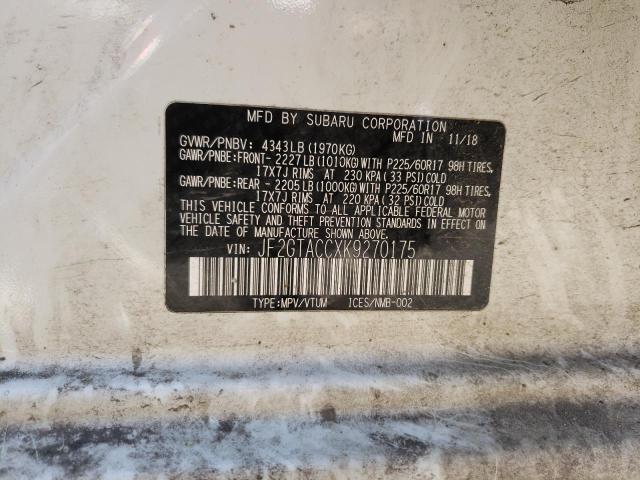 MFD BY SUBARU CORPORATION
GVWR/PNBV: 4343LB(1970KG) MFD IN 11/18
GAWR/PNBE:FRONT- 2227LB(1010KG)WITH P225/60R17 98H TIRES,
17X7J RIMS AT 230 KPA(33 PSI)COLD
GAWR/PNBE:REAR - 2205LB(1000KG)WITH P225/60R17 98H TIRES,
17X7J RIMS AT 220 KPA(32 PSI)COLD
THIS VEHICLE CONFORMS TO ALL APPLICABLE FEDERAL MOTOR
VEHICLE SAFETY AND THEFT PREVENTION STANDARDS IN EFFECT ON
THE DATE OF MANUFACTURE SHOWN ABOVE.
VIN: JF2GTACCXK9270175
TYPE:MPV/VTUM ICES/NMB-002